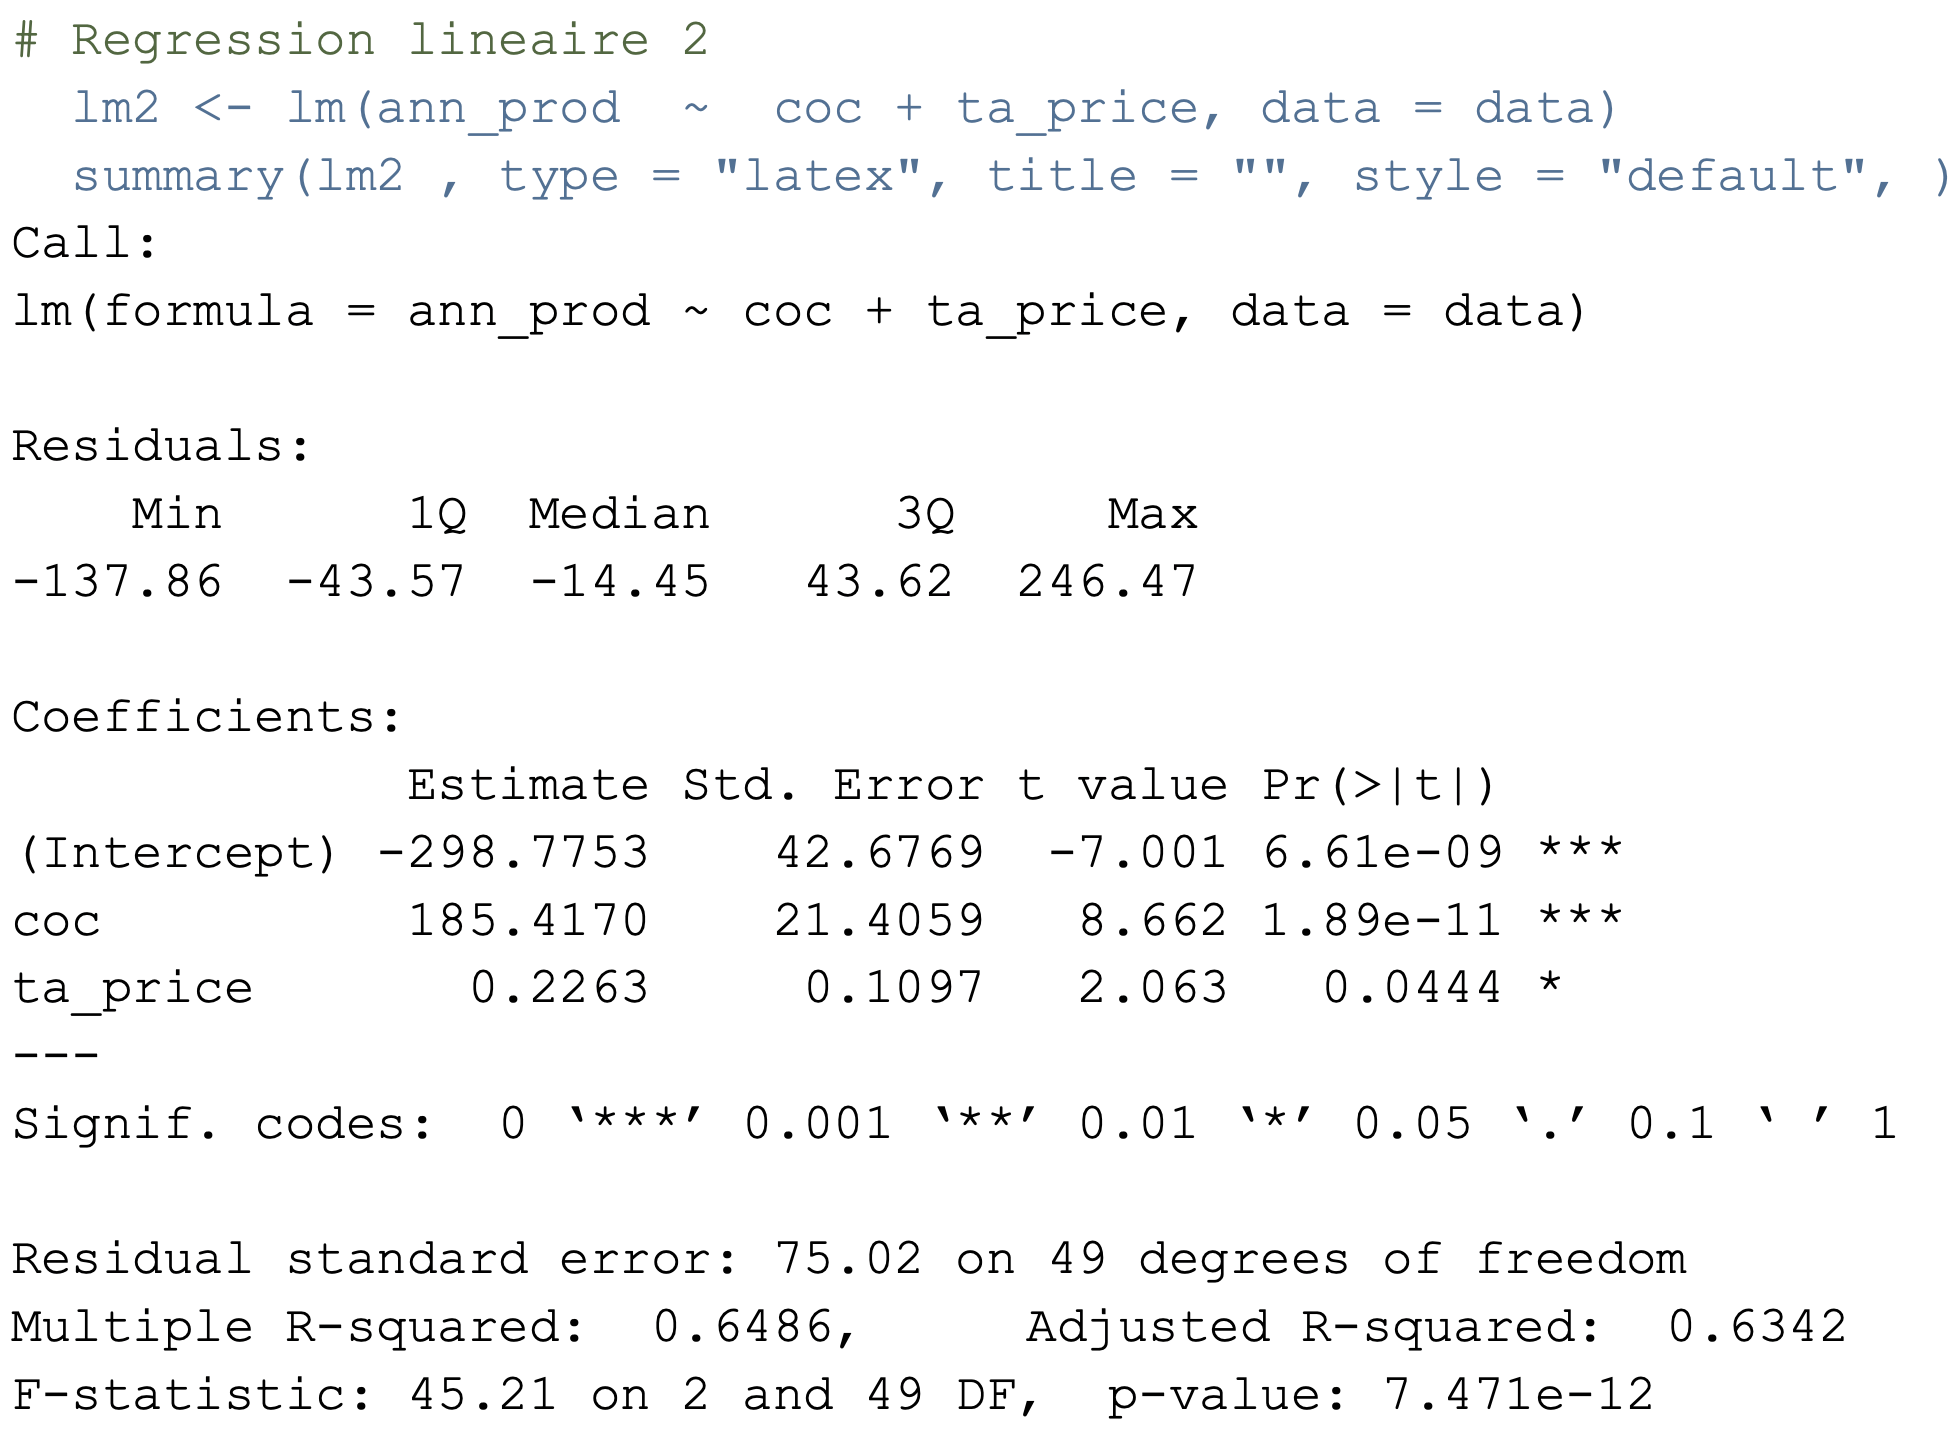 # Regression lineaire 2
  lm2 <- lm(ann_prod  ~  coc + ta_price, data = data)
  summary(lm2 , type = "latex", title = "", style = "default", )
Call:
lm(formula = ann_prod ~ coc + ta_price, data = data)

Residuals:
    Min      1Q  Median      3Q     Max
-137.86  -43.57  -14.45   43.62  246.47

Coefficients:
             Estimate Std. Error t value Pr(>|t|)
(Intercept) -298.7753    42.6769  -7.001 6.61e-09 ***
coc          185.4170    21.4059   8.662 1.89e-11 ***
ta_price       0.2263     0.1097   2.063   0.0444 *
---
Signif. codes:  0 ‘***’ 0.001 ‘**’ 0.01 ‘*’ 0.05 ‘.’ 0.1 ‘ ’ 1

Residual standard error: 75.02 on 49 degrees of freedom
Multiple R-squared:  0.6486,     Adjusted R-squared:  0.6342
F-statistic: 45.21 on 2 and 49 DF,  p-value: 7.471e-12